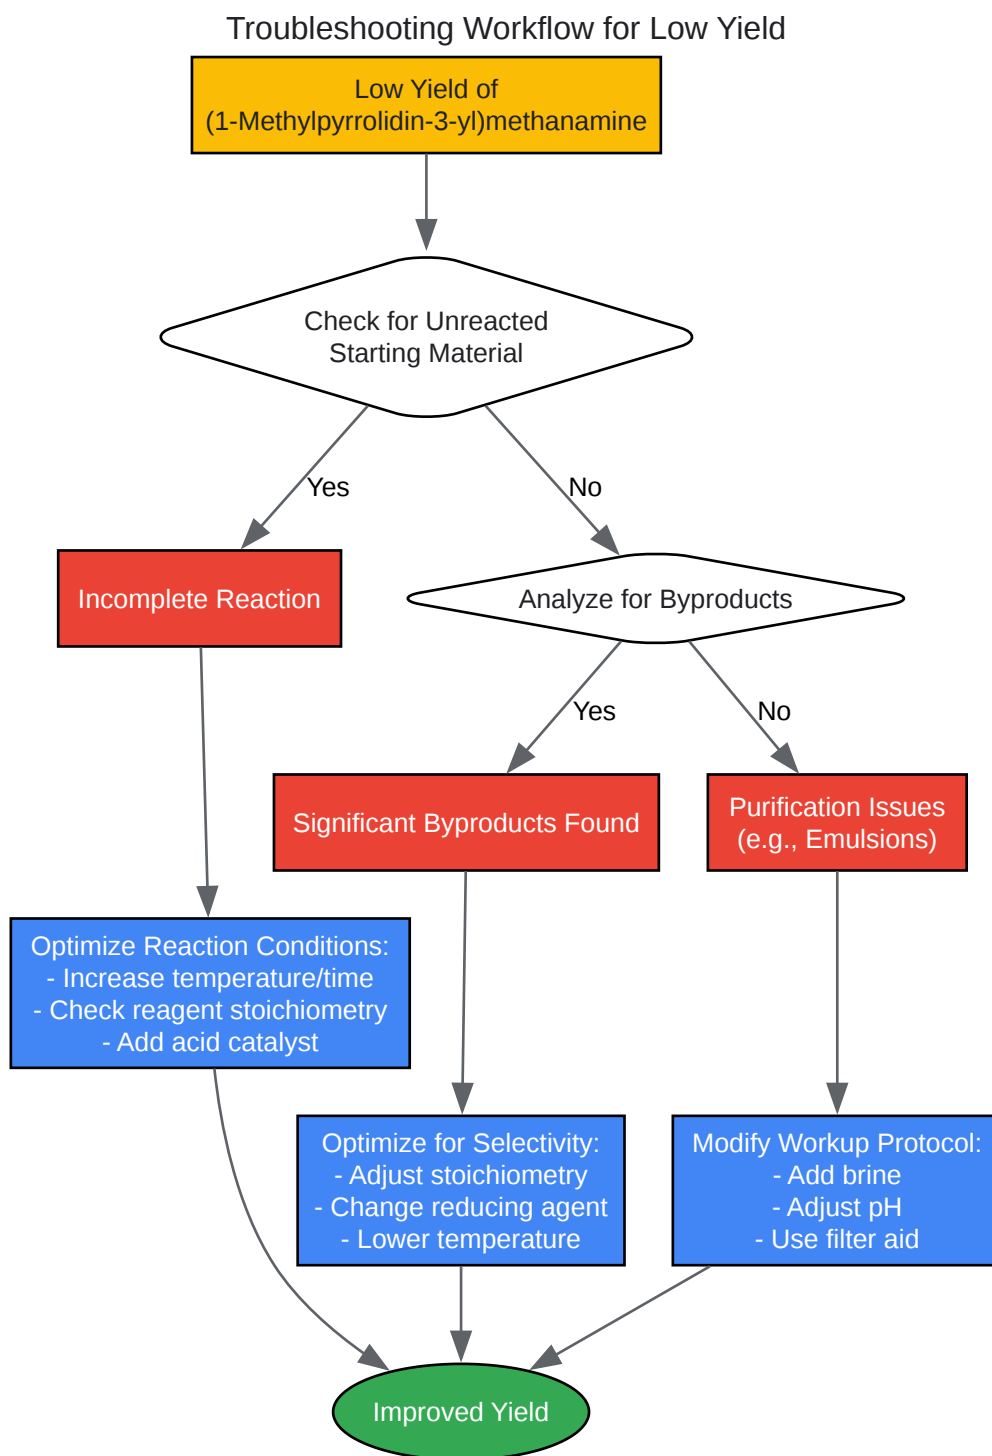 Troubleshooting Workflow for Low Yield
Low Yield of
(1-Methylpyrrolidin-3-yl)methanamine
Check for Unreacted
Starting Material
Yes
No
Incomplete Reaction
Analyze for Byproducts
Yes
No
Significant Byproducts Found
Purification Issues
(e.g., Emulsions)
Optimize Reaction Conditions:
- Increase temperature/time
- Check reagent stoichiometry
- Add acid catalyst
Optimize for Selectivity:
- Adjust stoichiometry
- Change reducing agent
- Lower temperature
Modify Workup Protocol:
- Add brine
- Adjust pH
- Use filter aid
Improved Yield